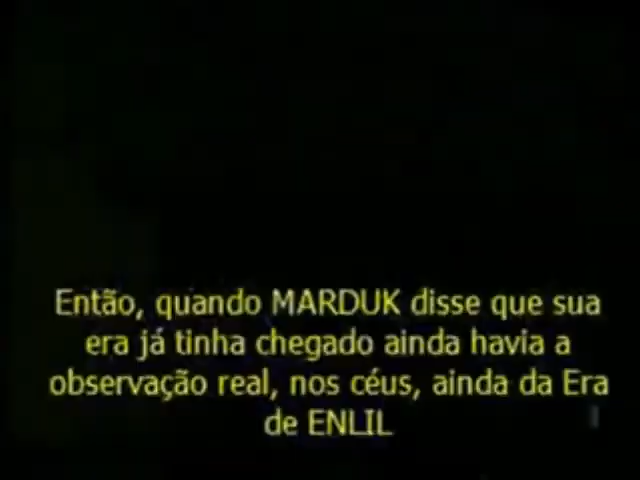 Então, quando MARDUK disse que sua
era já tinha chegado ainda havia a
observação real, nos céus, ainda da Era
de ENLIL